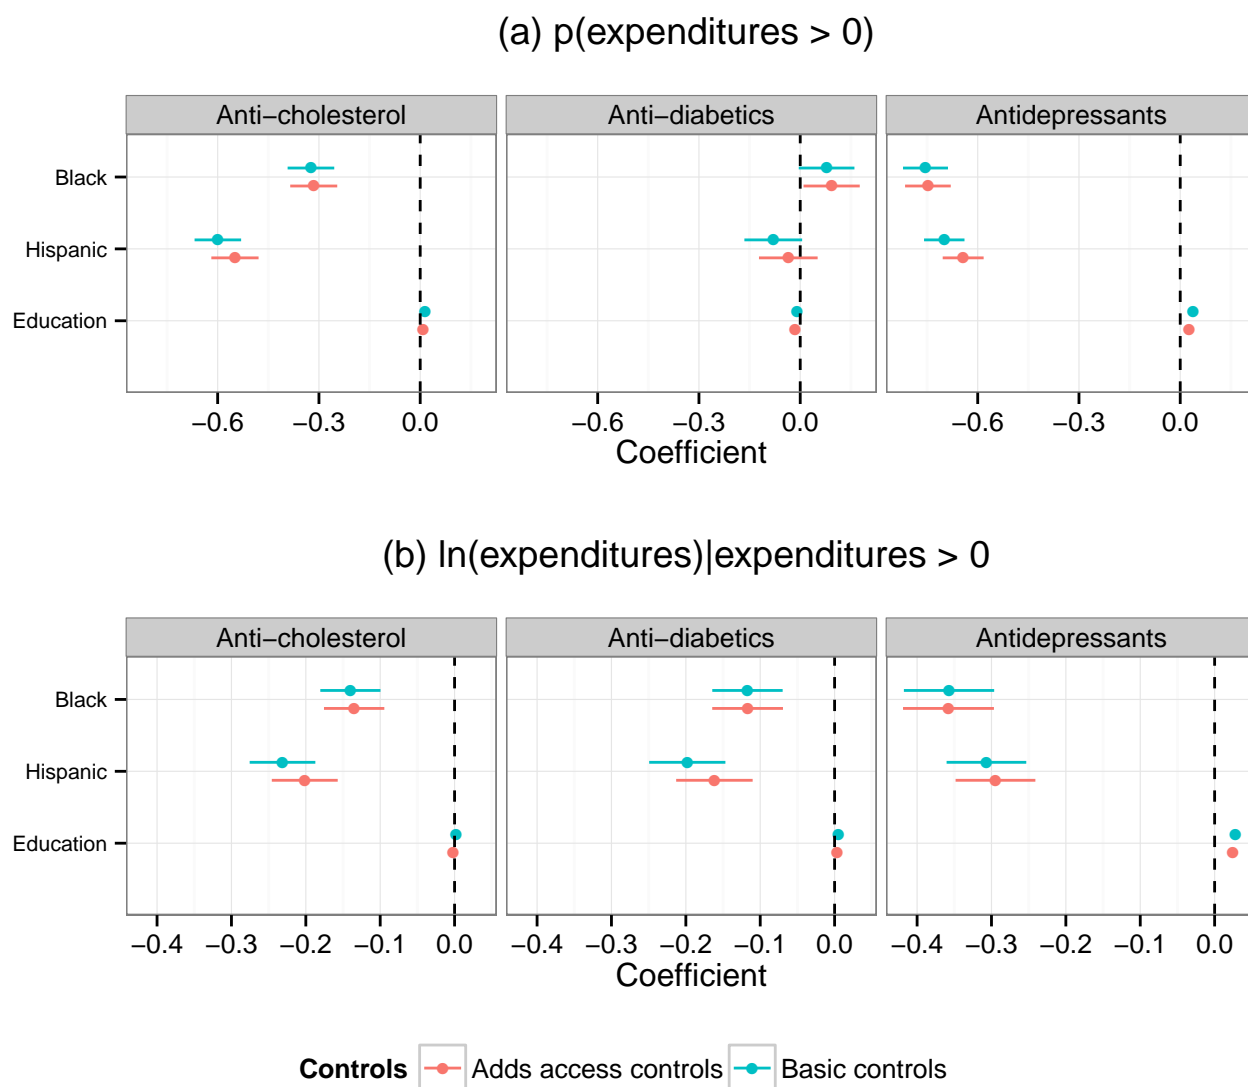 (a) p(expenditures > 0)
Anti−cholesterol Anti−diabetics Antidepressants
Black
Hispanic
Education
−0.6 −0.3 0.0 −0.6 −0.3 0.0 −0.6 −0.3 0.0
Coefficient
(b) ln(expenditures)|expenditures > 0
Anti−cholesterol Anti−diabetics Antidepressants
Black
Hispanic
Education
−0.4 −0.3 −0.2 −0.1 0.0 −0.4 −0.3 −0.2 −0.1 0.0 −0.4 −0.3 −0.2 −0.1 0.0
Coefficient
Controls Adds access controls Basic controls